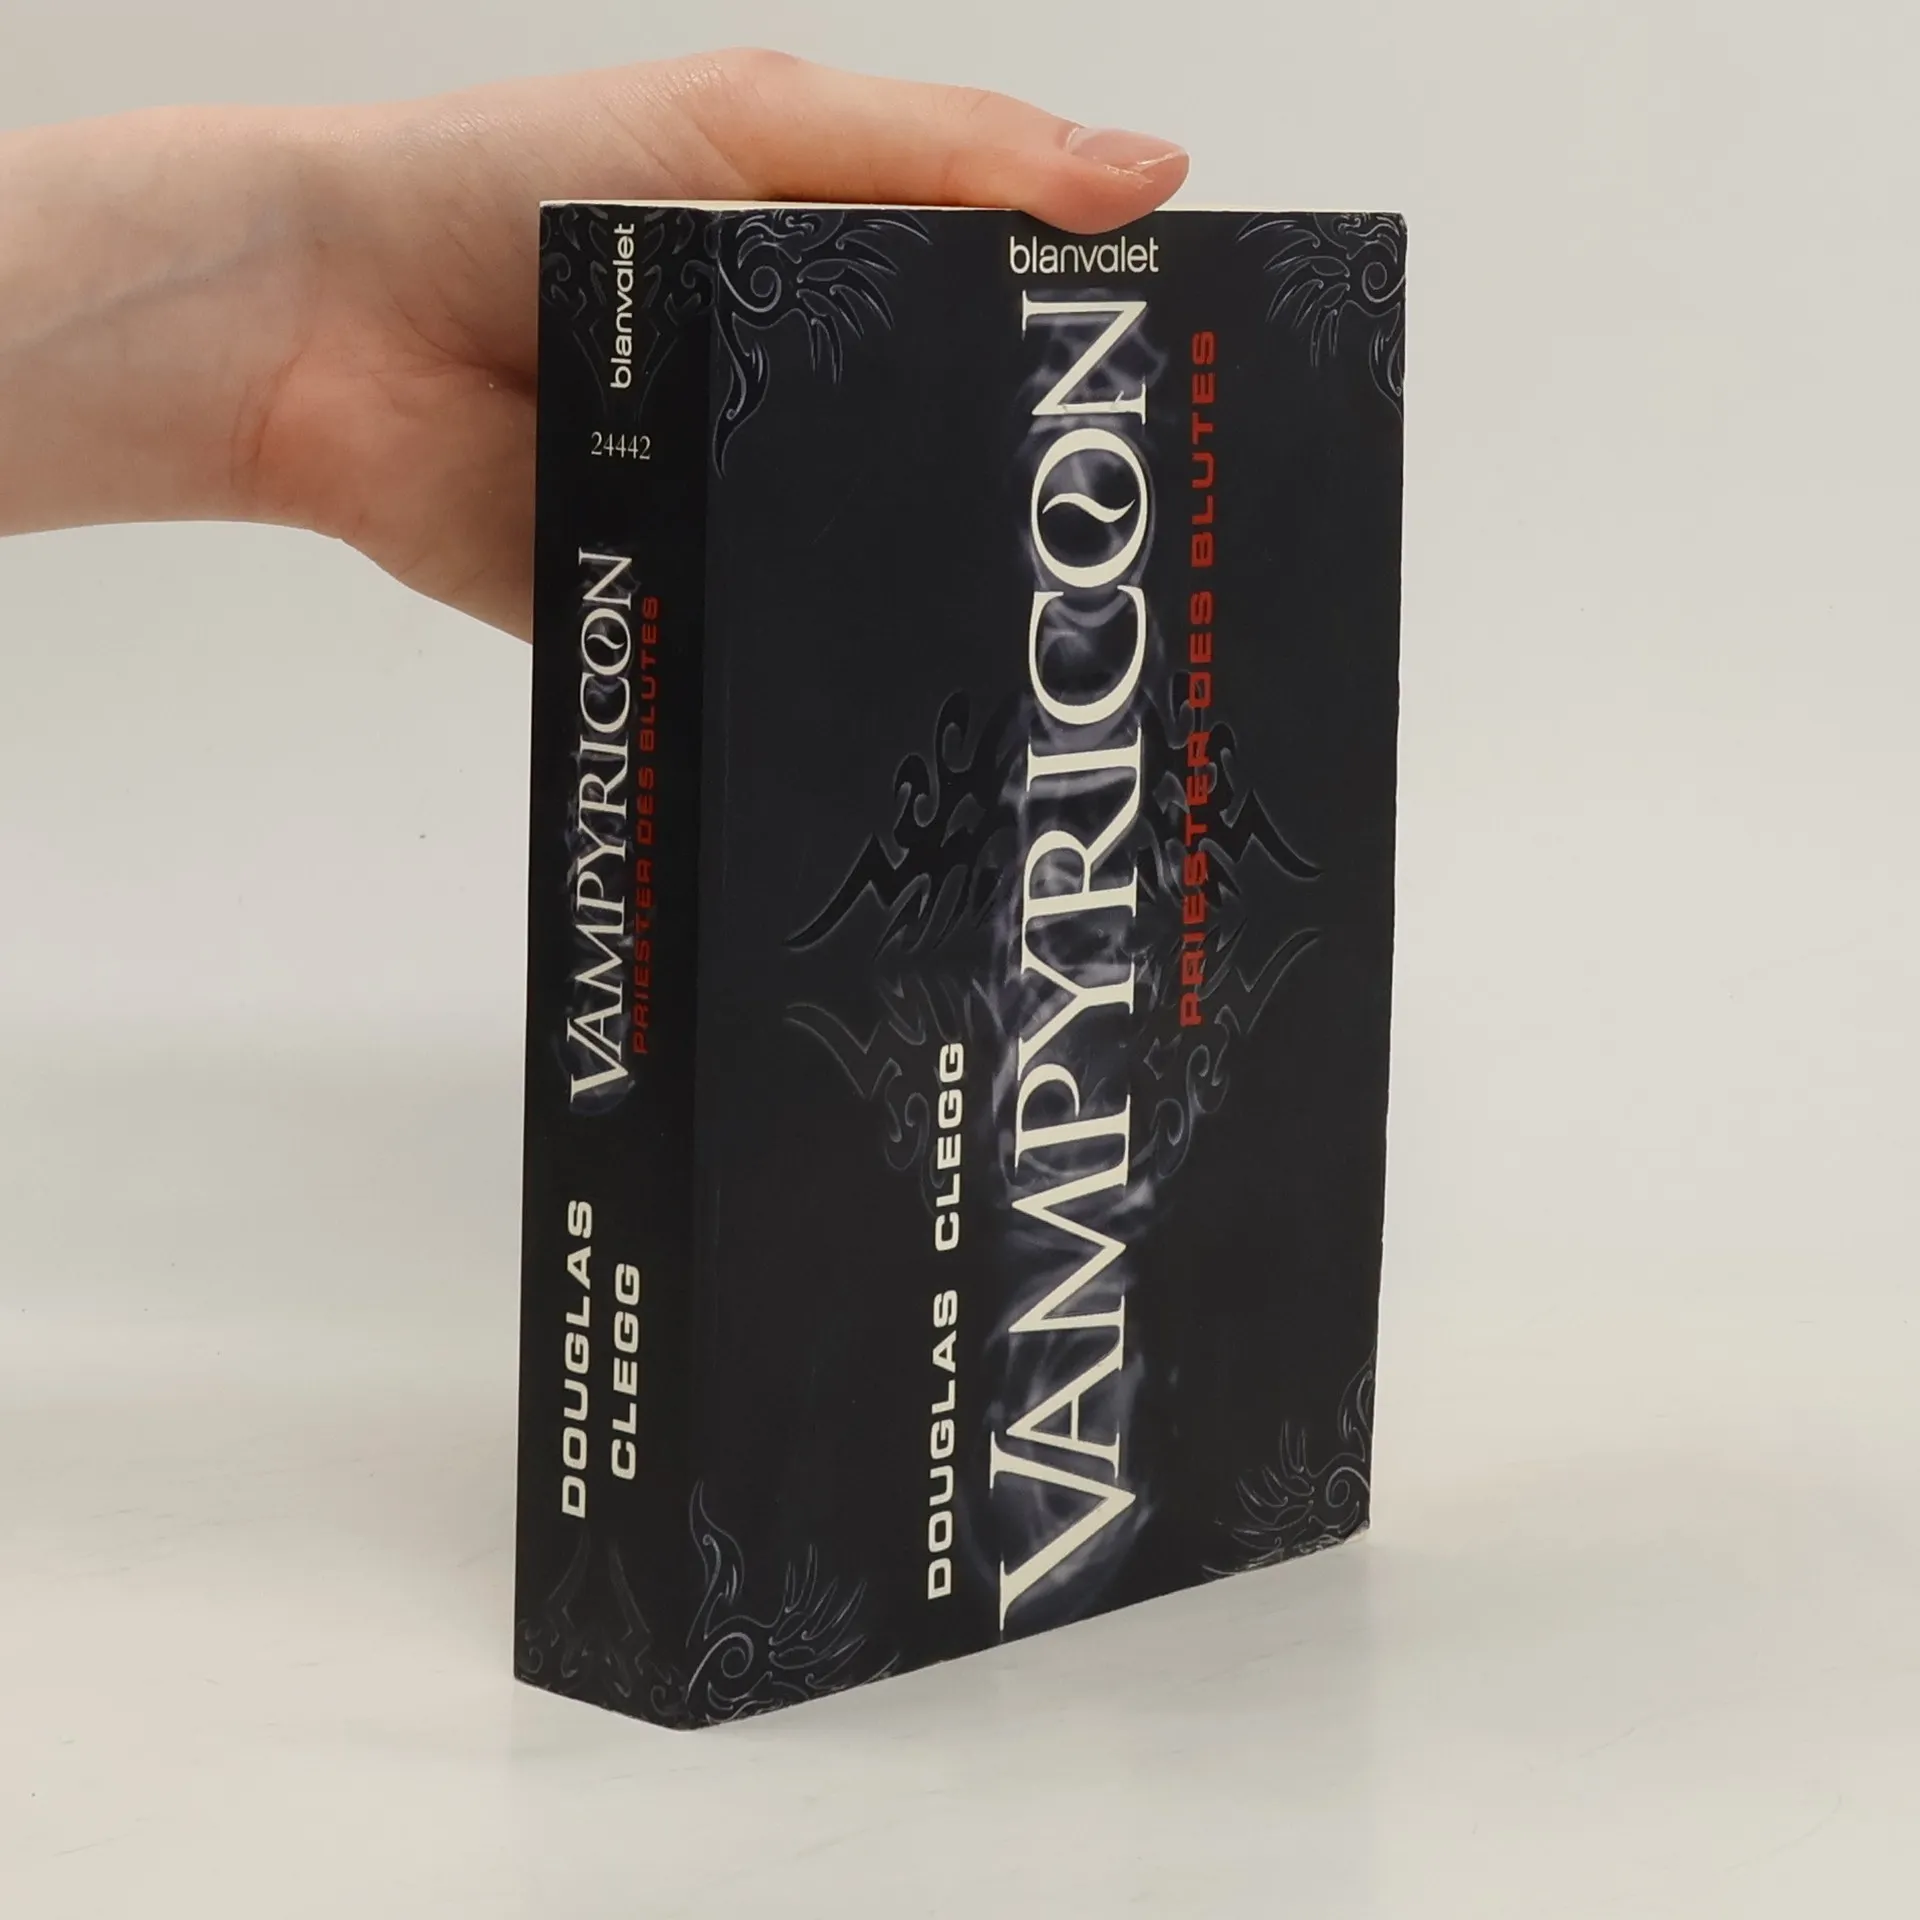 blanvalet
24442
VAMPYRICON
PRIESTER DES BLUTES
DOUGLAS
CLEGG
blanvalet
DOUGLAS CLEGG
VAMPYRICON
PRIESTER DES BLUTES